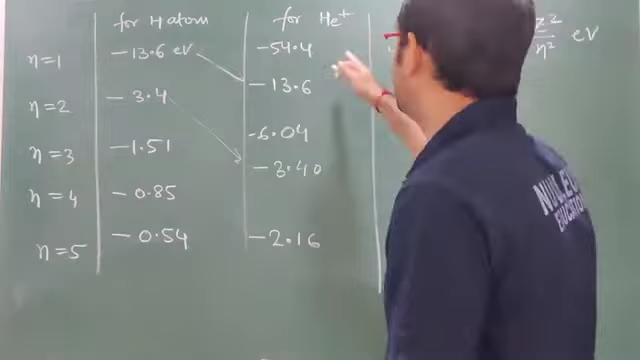 for H atom for He+
n=1 -13.6 eV -54.4
n=2 -3.4 -13.6
n=3 -1.51 -6.04
n=4 -0.85 -3.40
n=5 -0.54 -2.16
z² / n² eV
EDUCATION